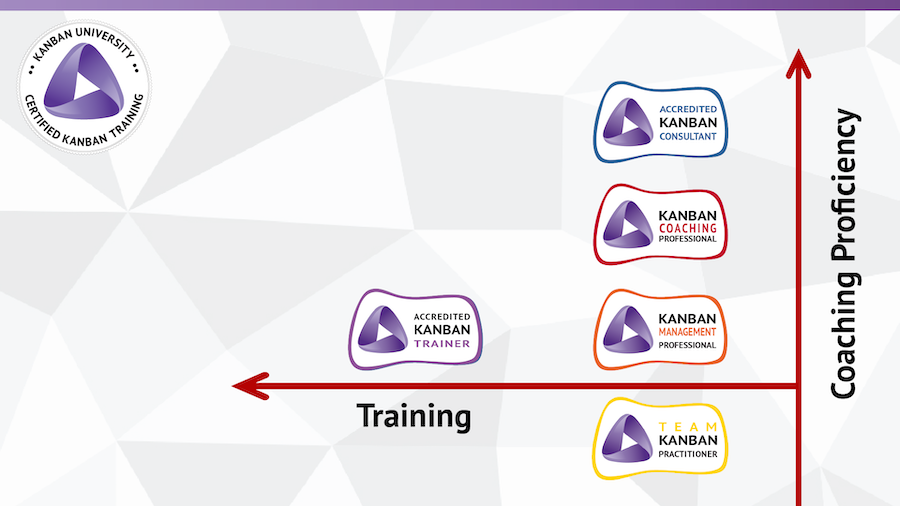 KANBAN UNIVERSITY
CERTIFIED KANBAN TRAINING
ACCREDITED
KANBAN
CONSULTANT
KANBAN
COACHING
PROFESSIONAL
ACCREDITED
KANBAN
TRAINER
KANBAN
MANAGEMENT
PROFESSIONAL
Training
TEAM
KANBAN
PRACTITIONER
Coaching Proficiency